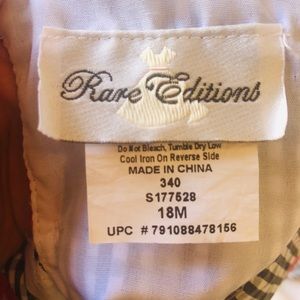 Rare Editions
Do Not Bleach, Tumble Dry Low
Cool Iron On Reverse Side
MADE IN CHINA
340
S177528
18M
UPC # 791088478156